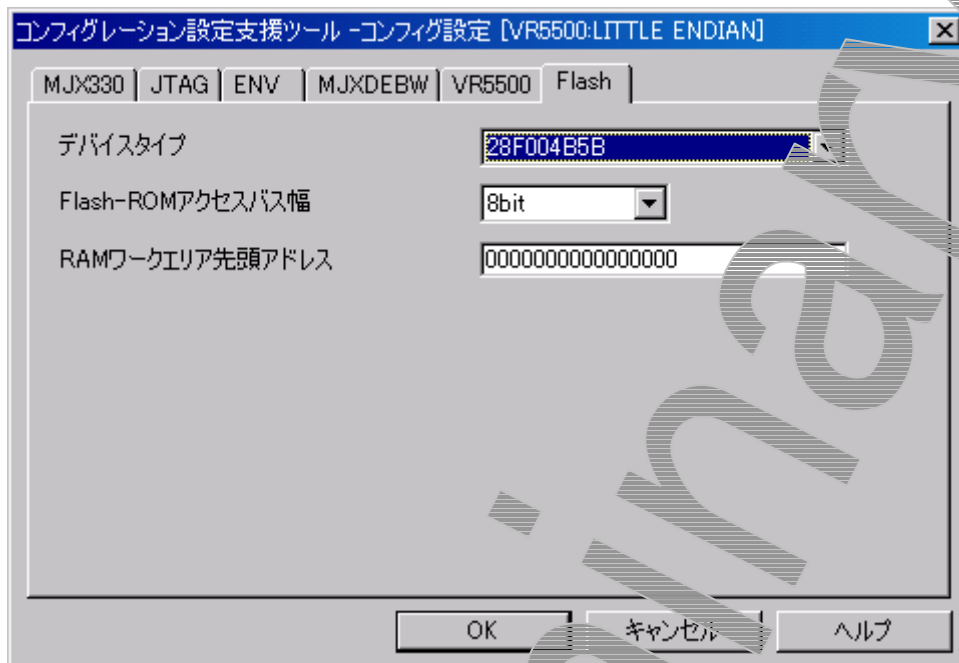 コンフィグレーション設定支援ツール -コンフィグ設定 [VR5500:LITTLE ENDIAN]
MJX330 JTAG ENV MJXDEBW VR5500 Flash
デバイスタイプ 28F004B5B
Flash-ROMアクセスバス幅 8bit
RAMワークエリア先頭アドレス 0000000000000000
OK キャンセル ヘルプ